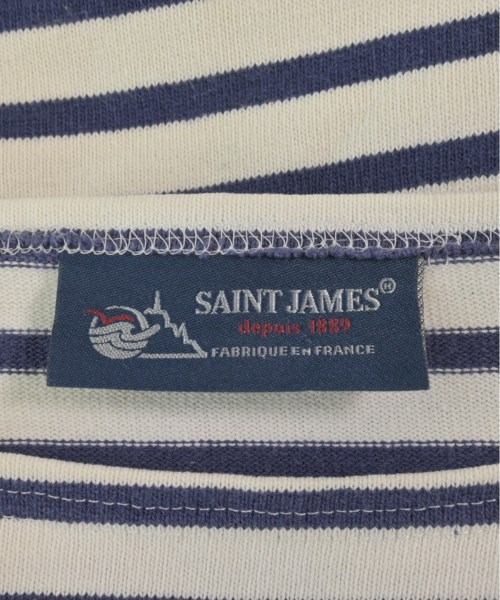 SAINT JAMES®
depuis 1889
FABRIQUE EN FRANCE